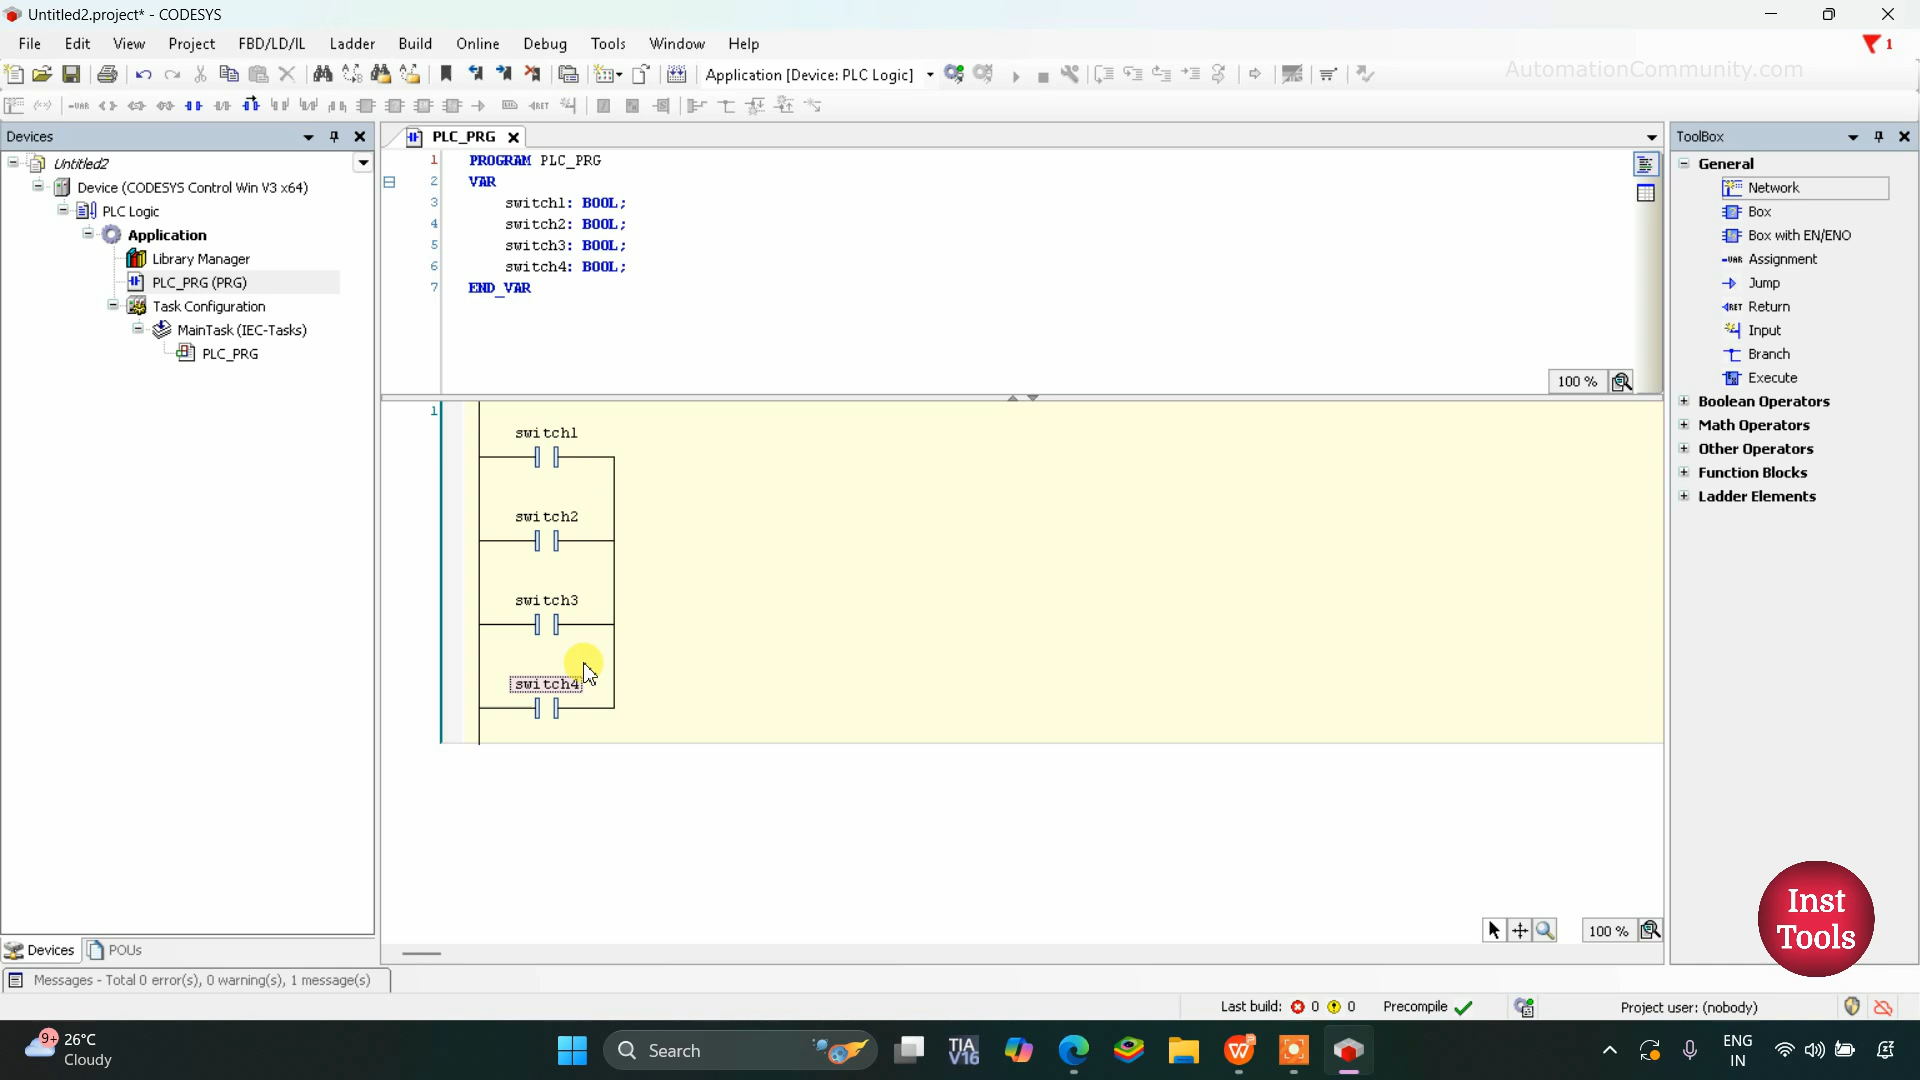 Untitled2.project* - CODESYS
File Edit View Project FBD/LD/IL Ladder Build Online Debug Tools Window Help
1
Application [Device: PLC Logic]
AutomationCommunity.com
Devices
Untitled2
Device (CODESYS Control Win V3 x64)
PLC Logic
Application
Library Manager
PLC_PRG (PRG)
Task Configuration
MainTask (IEC-Tasks)
PLC_PRG
PLC_PRG
1 PROGRAM PLC_PRG
2 VAR
3 switch1: BOOL;
4 switch2: BOOL;
5 switch3: BOOL;
6 switch4: BOOL;
7 END_VAR
100 %
1
switch1
switch2
switch3
switch4
100 %
ToolBox
General
Network
Box
Box with EN/ENO
-VAR Assignment
Jump
RET Return
Input
Branch
Execute
Boolean Operators
Math Operators
Other Operators
Function Blocks
Ladder Elements
Inst
Tools
Devices POUs
Messages - Total 0 error(s), 0 warning(s), 1 message(s)
Last build: 0 0 Precompile Project user: (nobody)
9+ 26°C
Cloudy
Search
TIA
V16
ENG
IN